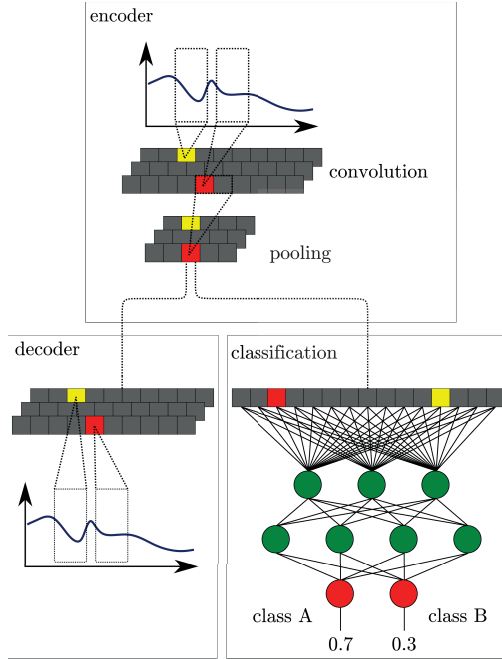 encoder
convolution
pooling
decoder
classification
class A
class B
0.7
0.3